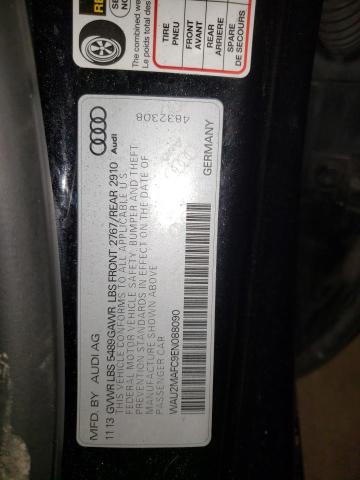 The combined we
Le poids total des
TIRE
PNEU
FRONT
AVANT
REAR
ARRIERE
SPARE
DE SECOURS
Audi
4832308
GERMANY
MFD. BY AUDI AG
11 13 GVWR LBS 5489 GAWR LBS FRONT 2767/REAR 2910
THIS VEHICLE CONFORMS TO ALL APPLICABLE U.S.
FEDERAL MOTOR VEHICLE SAFETY, BUMPER AND THEFT
PREVENTION STANDARDS IN EFFECT ON THE DATE OF
MANUFACTURE SHOWN ABOVE.
PASSENGER CAR
WAU2MAFC9EN088090